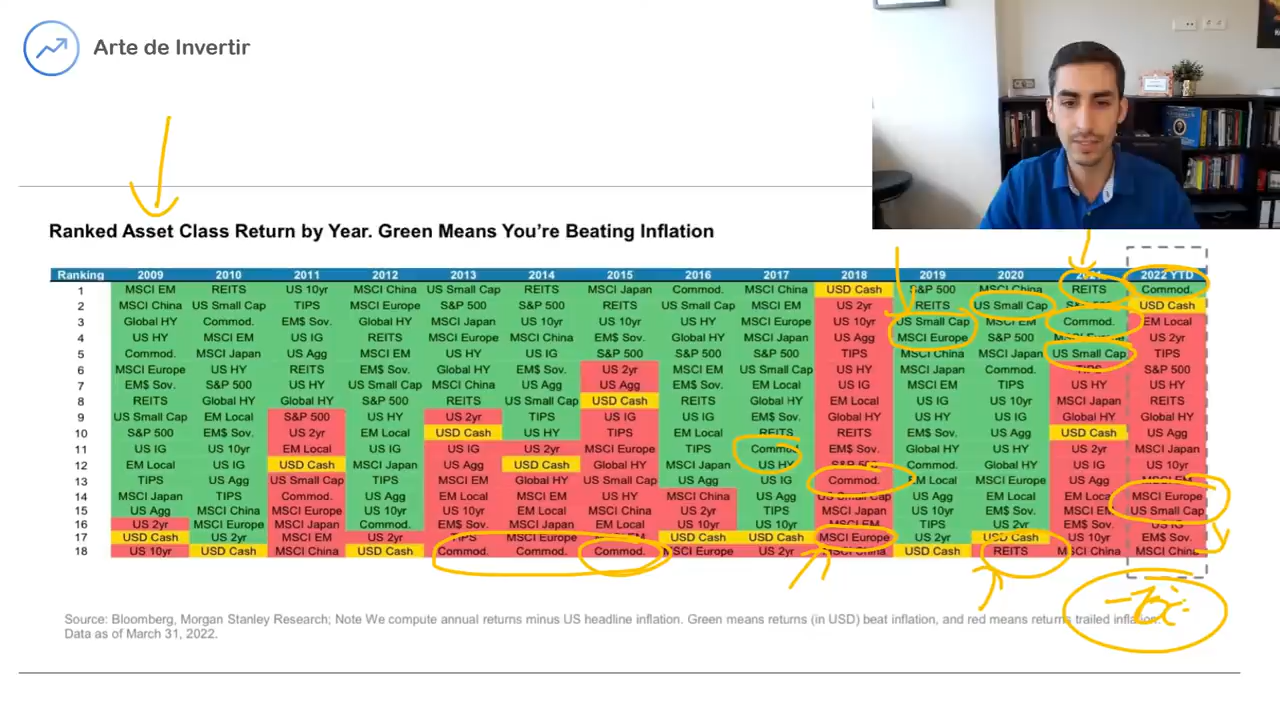 Arte de Invertir
Ranked Asset Class Return by Year. Green Means You're Beating Inflation
Ranking 2009 2010 2011 2012 2013 2014 2015 2016 2017 2018 2019 2020 2021 2022 YTD
1 MSCI EM REITS US 10yr MSCI China US Small Cap REITS MSCI Japan Commod. MSCI China USD Cash S&P 500 MSCI China REITS Commod.
2 MSCI China US Small Cap TIPS MSCI Europe S&P 500 S&P 500 REITS US Small Cap MSCI EM US 2yr REITS US Small Cap S&P 500 USD Cash
3 Global HY Commod. EM$ Sov. Global HY MSCI Japan US 10yr US 10yr US HY MSCI Europe US 10yr US Small Cap MSCI EM Commod. EM Local
4 US HY MSCI Japan US IG REITS US HY MSCI China EM$ Sov. Global HY MSCI Japan US Agg MSCI Europe S&P 500 US 2yr
5 Commod. MSCI Japan US Agg MSCI EM MSCI Europe US IG S&P 500 S&P 500 S&P 500 TIPS MSCI China MSCI Japan US Small Cap TIPS
6 MSCI Europe US HY REITS EM$ Sov. Global HY EM$ Sov. US 2yr MSCI EM US Small Cap US HY MSCI Japan Commod. TIPS S&P 500
7 EM$ Sov. S&P 500 US HY US Small Cap MSCI China US Agg US Agg EM$ Sov. EM Local US IG MSCI EM TIPS US HY US HY
8 REITS Global HY Global HY S&P 500 REITS US Small Cap USD Cash REITS Global HY EM Local US IG US 10yr MSCI Japan REITS
9 US Small Cap EM Local S&P 500 US HY US 2yr TIPS US IG US IG EM$ Sov. Global HY US HY US IG Global HY Global HY
10 S&P 500 EM$ Sov. US 2yr EM Local USD Cash US HY TIPS EM Local REITS REITS EM$ Sov. US Agg USD Cash US Agg
11 US IG US 10yr EM Local US IG US IG US 2yr MSCI Europe TIPS Commod. EM$ Sov. Global HY US HY US 2yr MSCI Japan
12 EM Local US IG USD Cash MSCI Japan US Agg USD Cash Global HY MSCI Japan US HY S&P 500 Commod. Global HY US IG US 10yr
13 TIPS US Agg US Small Cap TIPS MSCI EM Global HY US Small Cap US Agg US IG Commod. EM Local MSCI Europe US Agg MSCI EM
14 MSCI Japan TIPS Commod. US Agg EM Local MSCI EM US HY MSCI China US Agg US Small Cap US Agg EM Local EM Local MSCI Europe
15 US Agg MSCI China MSCI Europe US 10yr US 10yr EM Local MSCI China US 2yr TIPS MSCI Japan US 10yr EM$ Sov. MSCI EM US Small Cap
16 US 2yr MSCI Europe MSCI Japan Commod. EM$ Sov. MSCI Japan EM Local US 10yr US 10yr MSCI EM TIPS US 2yr EM$ Sov. US IG
17 USD Cash US 2yr MSCI EM US 2yr TIPS MSCI Europe MSCI EM USD Cash USD Cash MSCI Europe US 2yr USD Cash US 10yr EM$ Sov.
18 US 10yr USD Cash MSCI China USD Cash Commod. Commod. Commod. MSCI Europe US 2yr MSCI China USD Cash REITS MSCI China MSCI China
Source: Bloomberg, Morgan Stanley Research; Note We compute annual returns minus US headline inflation. Green means returns (in USD) beat inflation, and red means returns trailed inflation.
Data as of March 31, 2022.